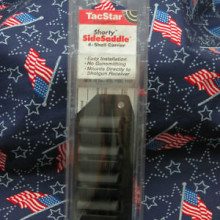 TacStar
Shorty
SideSaddle
4-Shell Carrier
• Easy Installation
• No Gunsmithing
• Mounts Directly to
Shotgun Receiver